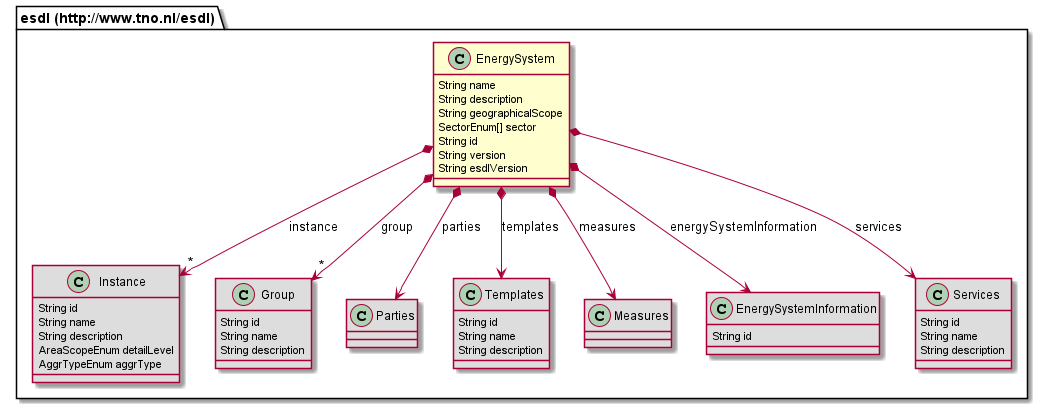 esdl (http://www.tno.nl/esdl)
C EnergySystem
String name
String description
String geographicalScope
SectorEnum[] sector
String id
String version
String esdlVersion
instance
group
parties
templates
measures
energySystemInformation
services
*
*
C Instance
String id
String name
String description
AreaScopeEnum detailLevel
AggrTypeEnum aggrType
C Group
String id
String name
String description
C Parties
C Templates
String id
String name
String description
C Measures
C EnergySystemInformation
String id
C Services
String id
String name
String description